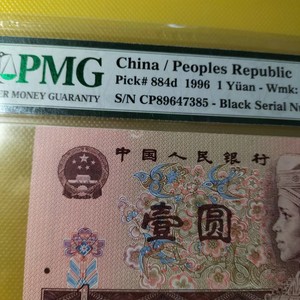 PMG
China / Peoples Republic
Pick# 884d 1996 1 Yüan - Wmk:
ER MONEY GUARANTY
S/N CP89647385 - Black Serial Nu
中国人民银行
壹圆